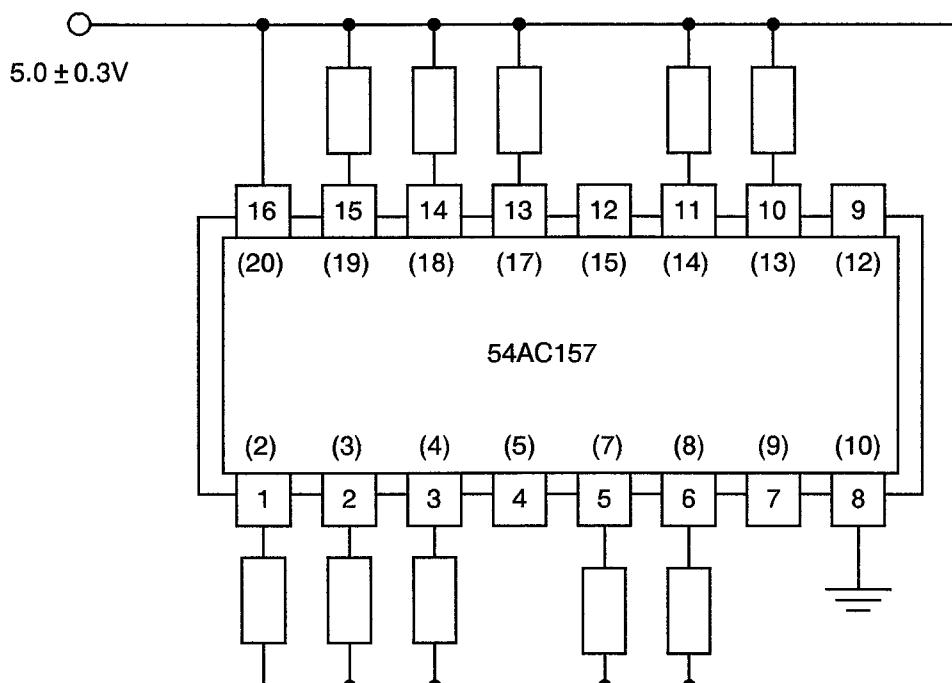 5.0 ± 0.3V
16 15 14 13 12 11 10 9
(20) (19) (18) (17) (15) (14) (13) (12)
54AC157
(2) (3) (4) (5) (7) (8) (9) (10)
1 2 3 4 5 6 7 8